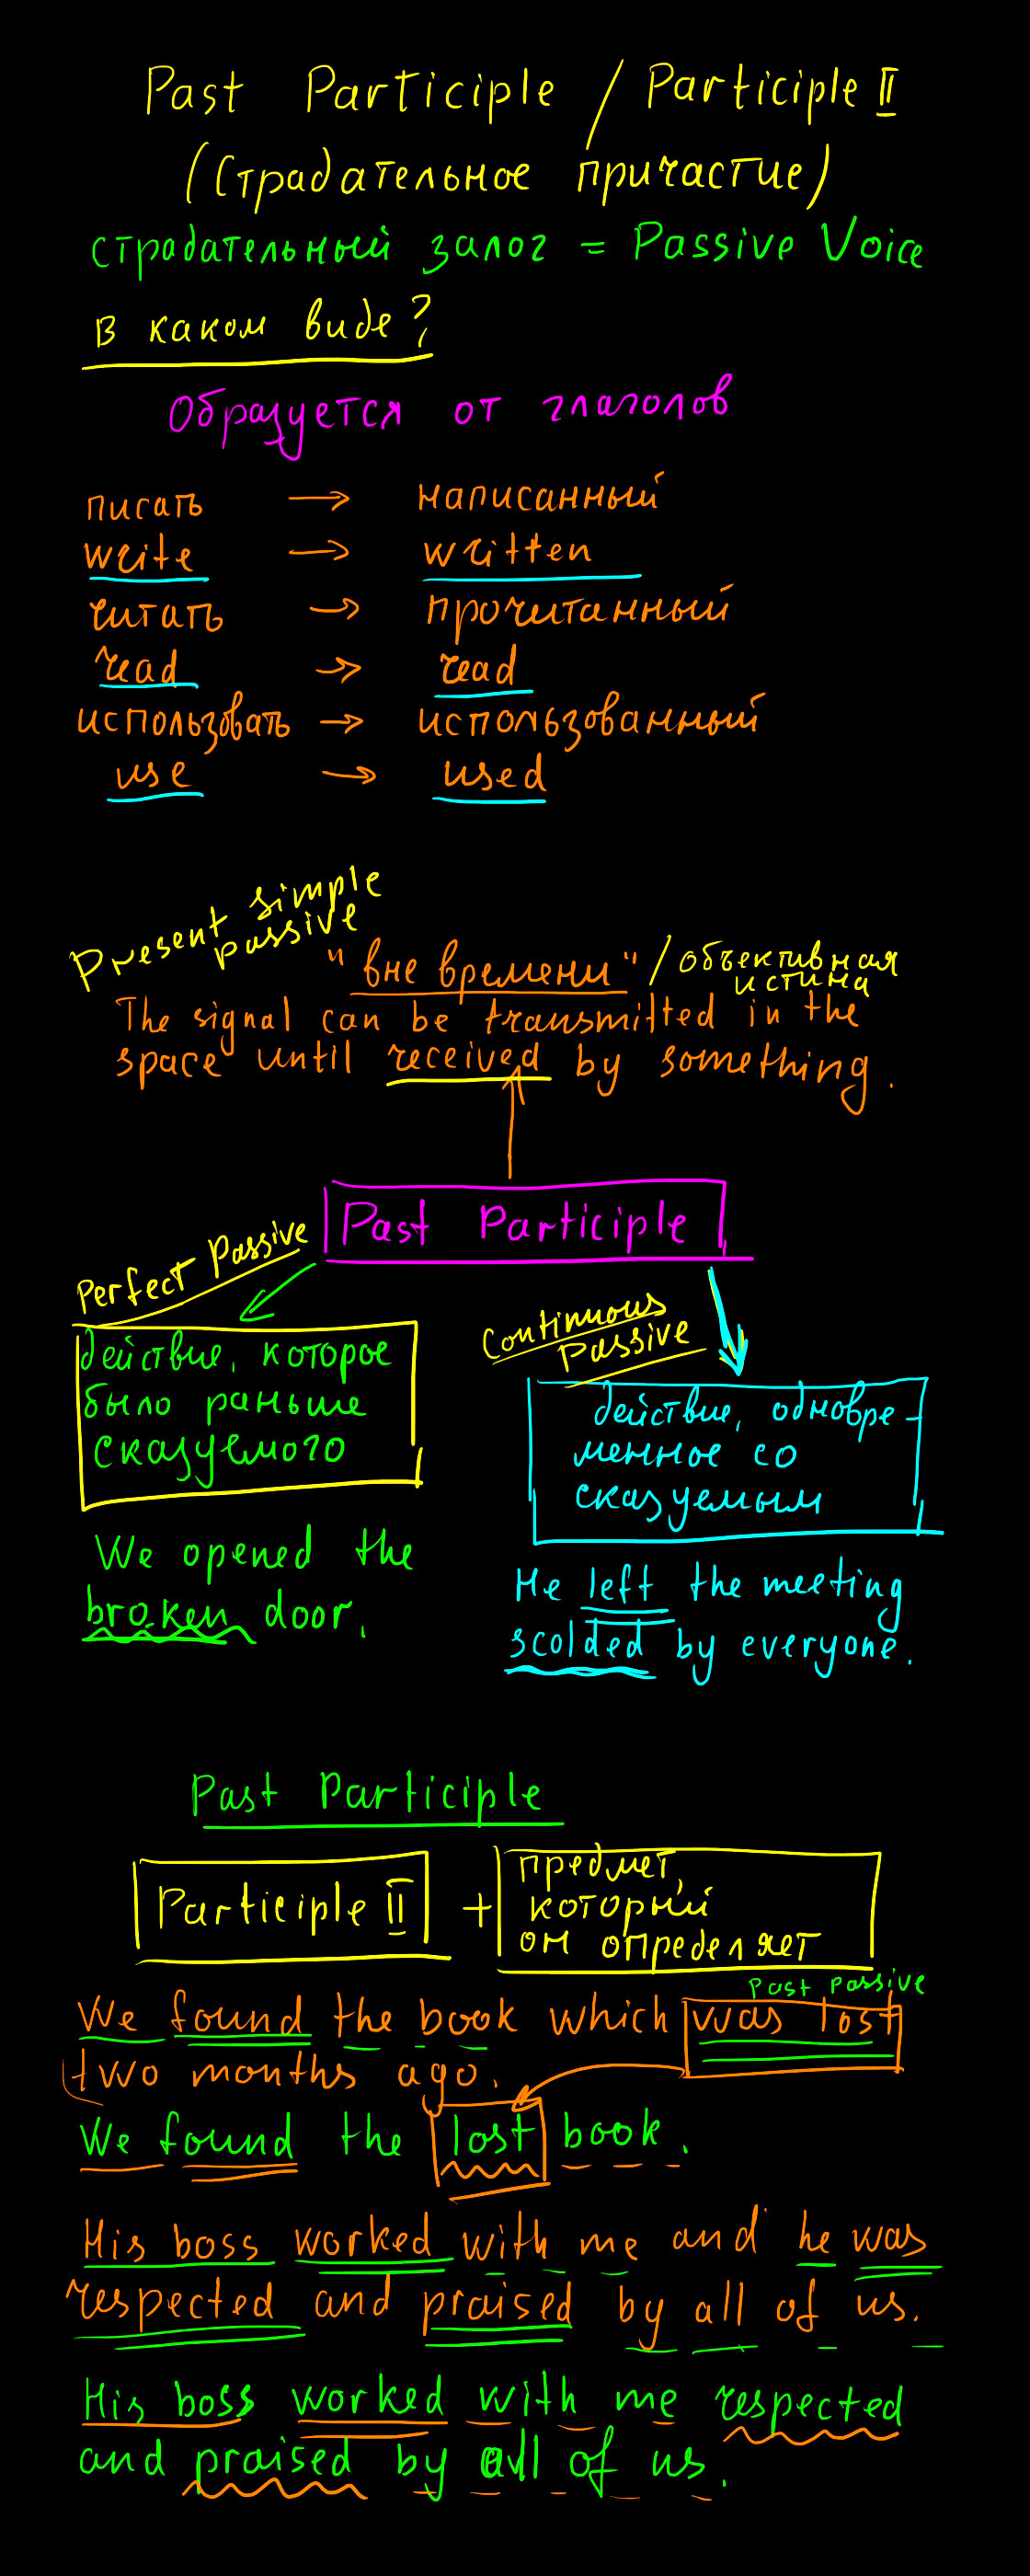 Past Participle / Participle II
(Страдательное причастие)
страдательный залог = Passive Voice
в каком виде?
Образуется от глаголов
писать → написанный
write → written
читать → прочитанный
read → read
использовать → использованный
use → used
Present simple
passive
"вне времени" / объективная
истина
The signal can be transmitted in the
space until received by something.
Past Participle
Perfect Passive
действие, которое
было раньше
сказуемого
We opened the
broken door.
Continuous
Passive
действие, одновре-
менное со
сказуемым
He left the meeting
scolded by everyone.
Past Participle
Participle II + предмет,
который
он определяет
Past Passive
We found the book which was lost
two months ago.
We found the lost book.
His boss worked with me and he was
respected and praised by all of us.
His boss worked with me respected
and praised by all of us.